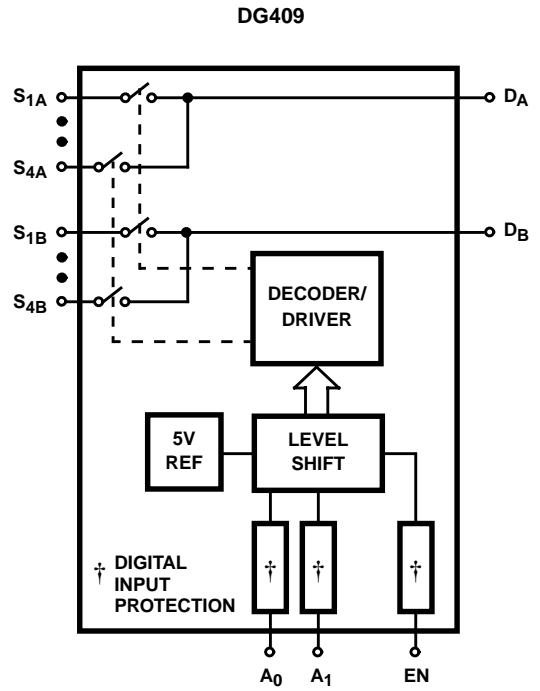 DG409
S1A
DA
S4A
S1B
DB
S4B
DECODER/
DRIVER
5V
REF
LEVEL
SHIFT
† † †
† DIGITAL
INPUT
PROTECTION
A0 A1 EN